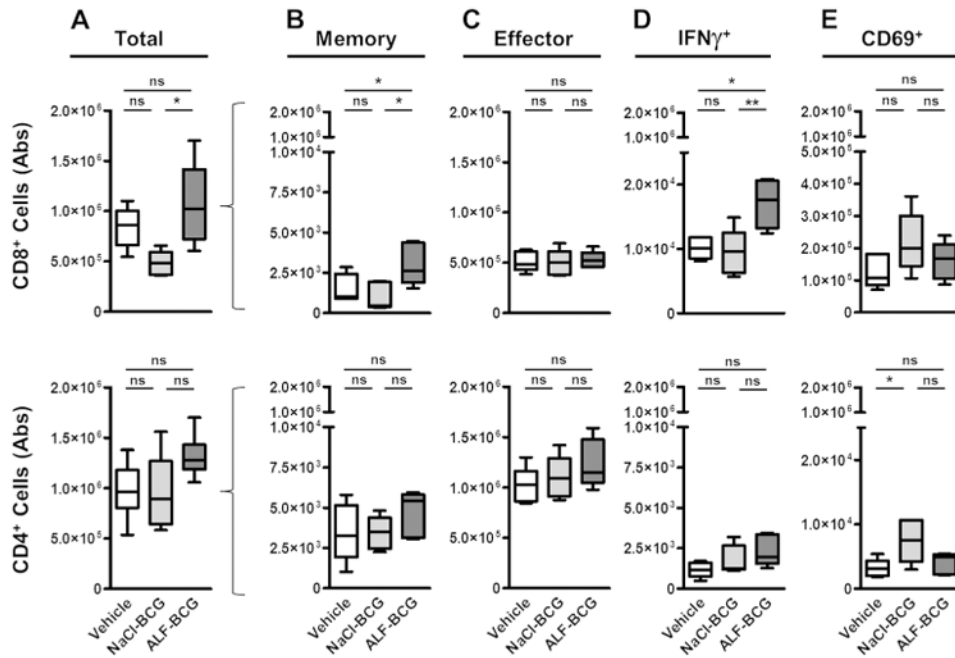 A B C D E
Total Memory Effector IFNγ⁺ CD69⁺
CD8⁺ Cells (Abs)
ns
ns *
2.0×10⁶
1.5×10⁶
1.0×10⁵
5.0×10⁵
0
*
ns *
2.0×10⁶
1.0×10⁶
1.0×10⁴
7.5×10³
5.0×10³
2.5×10³
0
ns
ns ns
2.0×10⁶
1.5×10⁶
1.0×10⁶
5.0×10⁵
0
*
ns **
2.0×10⁶
1.0×10⁶
2.0×10⁴
1.0×10⁴
0
ns
ns ns
2.0×10⁶
1.0×10⁶
5.0×10⁵
4.0×10⁵
3.0×10⁵
2.0×10⁵
1.0×10⁵
0
CD4⁺ Cells (Abs)
ns
ns ns
2.0×10⁶
1.5×10⁶
1.0×10⁶
5.0×10⁵
0
Vehicle
NaCl-BCG
ALF-BCG
ns
ns ns
2.0×10⁶
1.0×10⁶
7.5×10³
5.0×10³
2.5×10³
0
Vehicle
NaCl-BCG
ALF-BCG
ns
ns ns
2.0×10⁶
1.5×10⁶
1.0×10⁶
5.0×10⁵
0
Vehicle
NaCl-BCG
ALF-BCG
ns
ns ns
2.0×10⁶
1.0×10⁶
7.5×10³
5.0×10³
2.5×10³
0
Vehicle
NaCl-BCG
ALF-BCG
ns
* ns
2.0×10⁶
1.0×10⁶
2.0×10⁴
1.0×10⁴
0
Vehicle
NaCl-BCG
ALF-BCG